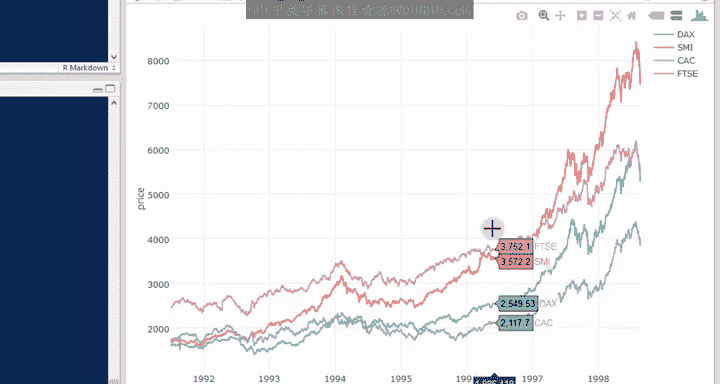 DAX
SMI
CAC
FTSE
R Markdown
8000
7000
6000
5000
4000
3000
2000
price
3,762.1 FTSE
3,572.2 SMI
2,549.53 DAX
2,117.7 CAC
1992
1993
1994
1995
1997
1998